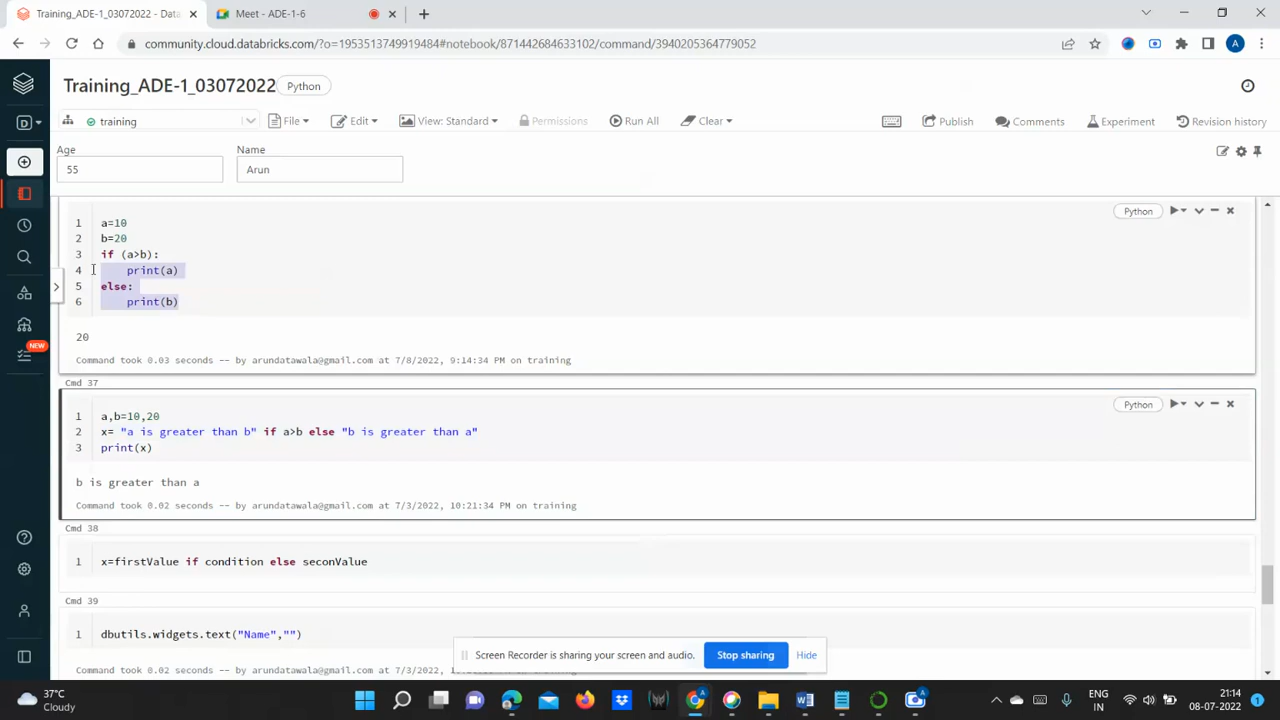 Training_ADE-1_03072022 - Data
Meet - ADE-1-6
community.cloud.databricks.com/?o=1953513749919484#notebook/871442684633102/command/3940205364779052
A
Training_ADE-1_03072022
Python
D
training
File
Edit
View: Standard
Permissions
Run All
Clear
Publish
Comments
Experiment
Revision history
Age
Name
55
Arun
Python
1 a=10
2 b=20
3 if (a>b):
4 print(a)
5 else:
6 print(b)
20
Command took 0.03 seconds -- by arundatawala@gmail.com at 7/8/2022, 9:14:34 PM on training
NEW
Cmd 37
Python
1 a,b=10,20
2 x= "a is greater than b" if a>b else "b is greater than a"
3 print(x)
b is greater than a
Command took 0.02 seconds -- by arundatawala@gmail.com at 7/3/2022, 10:21:34 PM on training
Cmd 38
1 x=firstValue if condition else seconValue
Cmd 39
1 dbutils.widgets.text("Name","")
Screen Recorder is sharing your screen and audio.
Stop sharing
Hide
Command took 0.02 seconds -- by arundatawala@gmail.com at 7/3/2022,
37°C
Cloudy
ENG
IN
21:14
08-07-2022